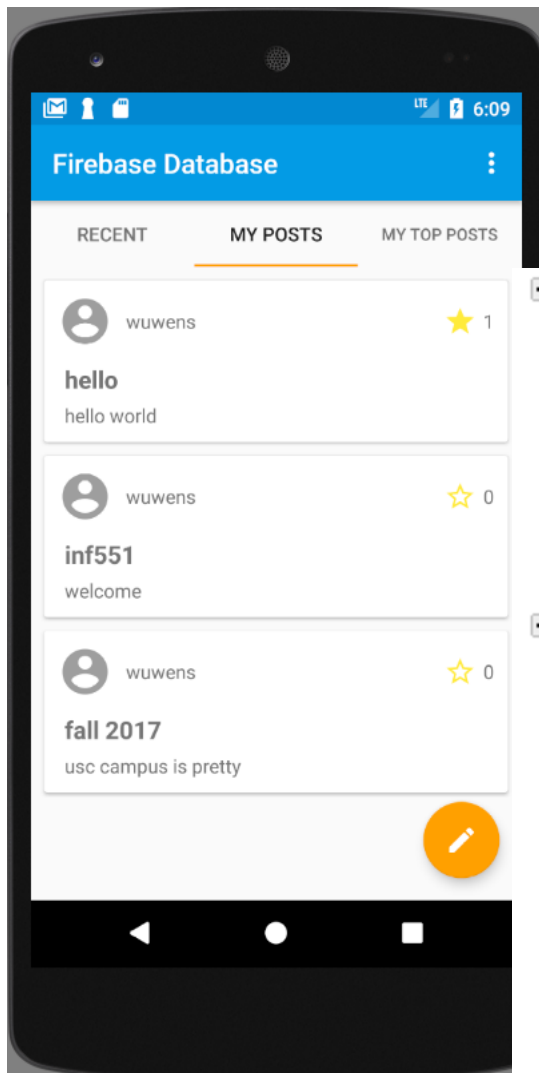 LTE 6:09
Firebase Database
RECENT MY POSTS MY TOP POSTS
wuwens 1
hello
hello world
wuwens 0
inf551
welcome
wuwens 0
fall 2017
usc campus is pretty